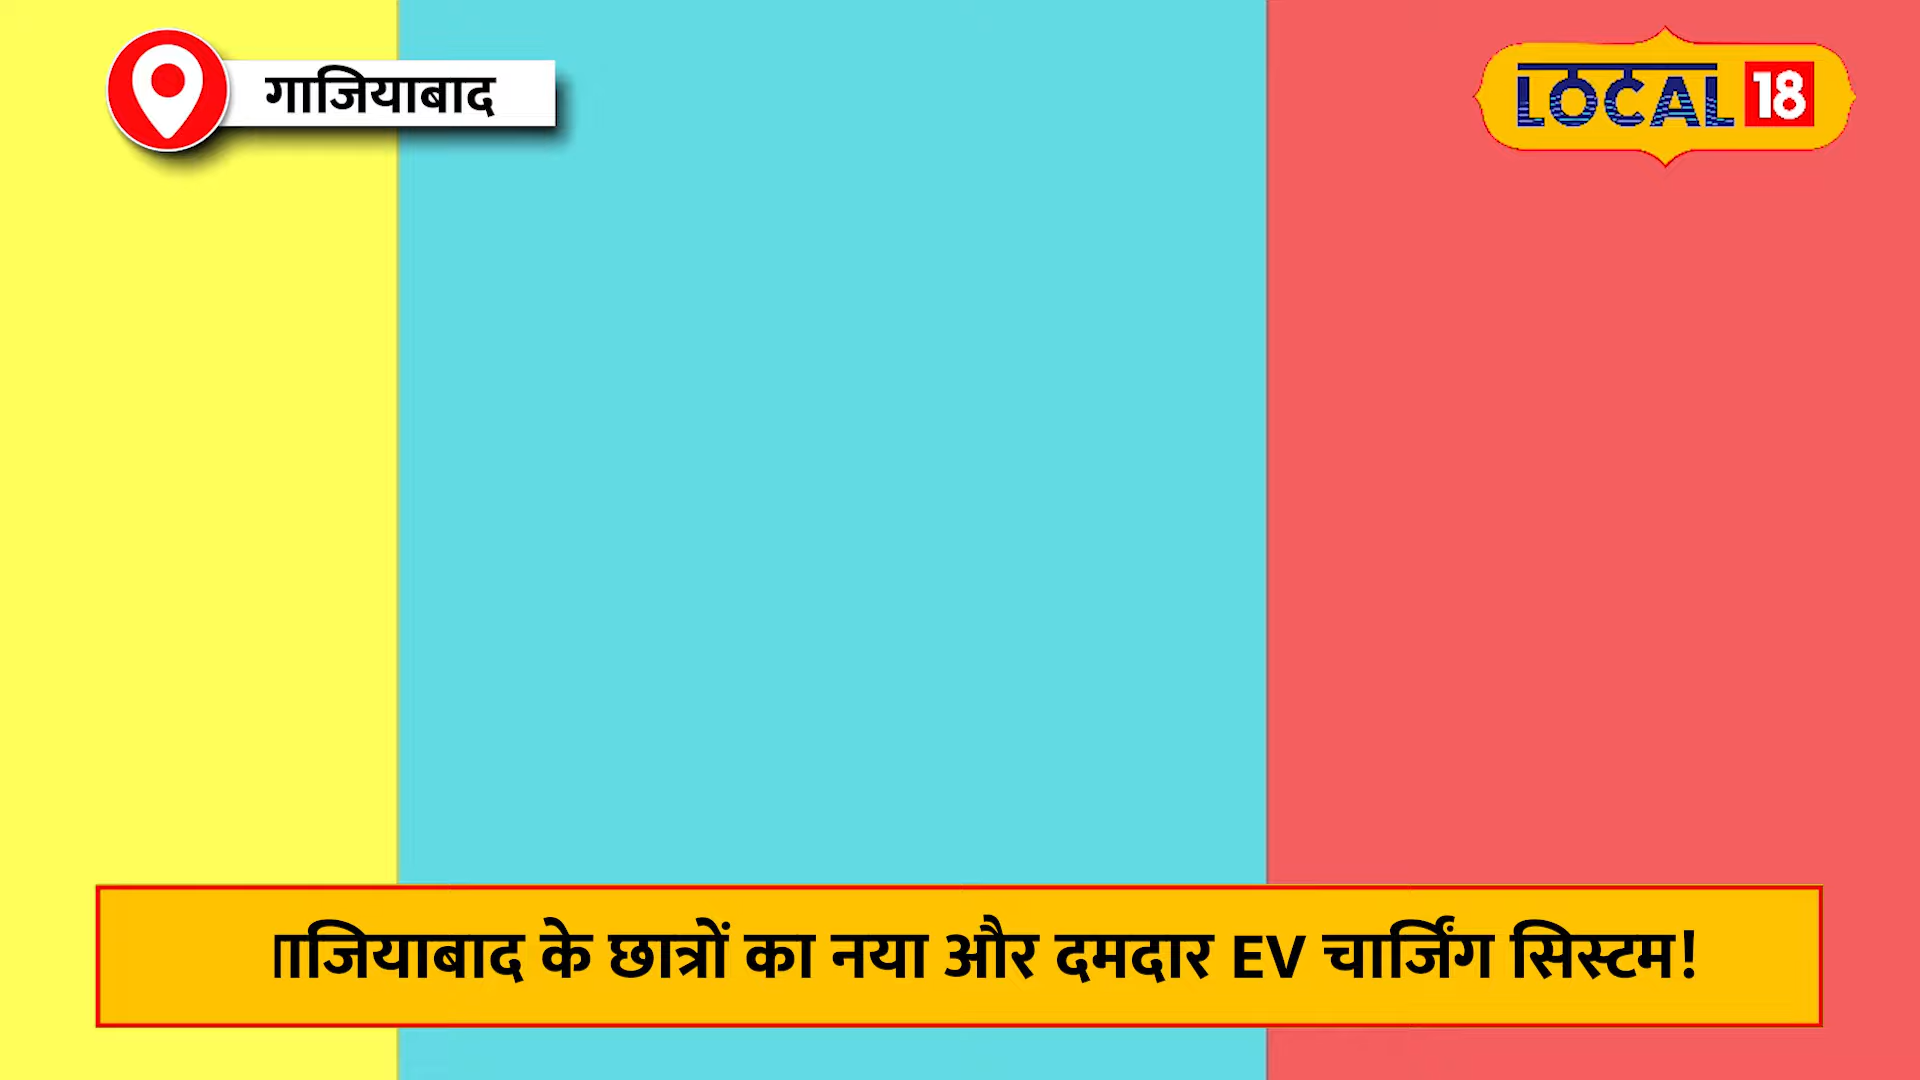 गाजियाबाद
LOCAL 18
ाजियाबाद के छात्रों का नया और दमदार EV चार्जिंग सिस्टम!